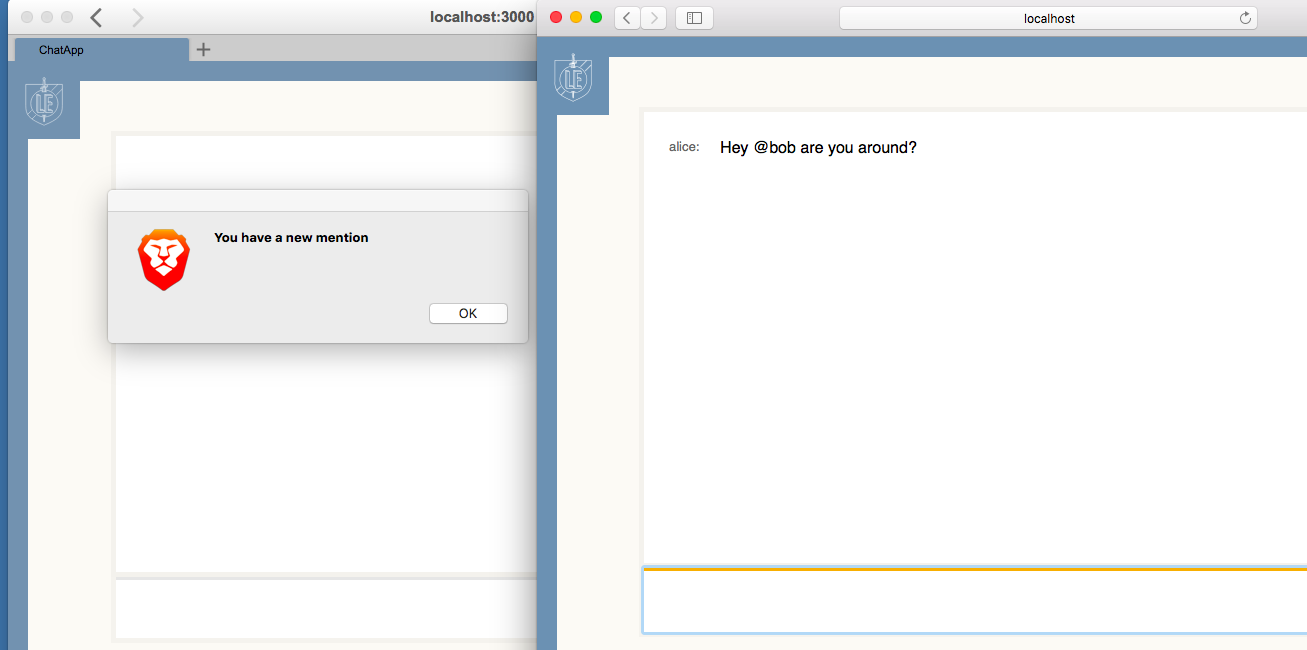 localhost:3000
ChatApp
LE
You have a new mention
OK
localhost
LE
alice: Hey @bob are you around?